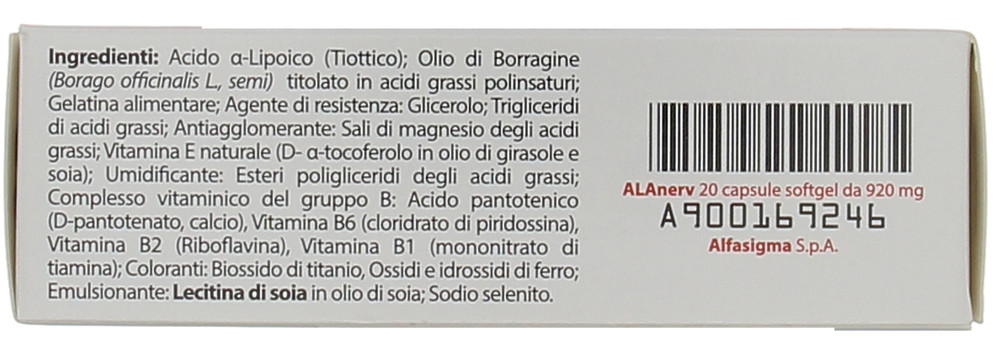 Ingredienti: Acido α-Lipoico (Tiottico); Olio di Borragine
(Borago officinalis L., semi) titolato in acidi grassi polinsaturi;
Gelatina alimentare; Agente di resistenza: Glicerolo; Trigliceridi
di acidi grassi; Antiagglomerante: Sali di magnesio degli acidi
grassi; Vitamina E naturale (D- α-tocoferolo in olio di girasole e
soia); Umidificante: Esteri poligliceridi degli acidi grassi;
Complesso vitaminico del gruppo B: Acido pantotenico
(D-pantotenato, calcio), Vitamina B6 (cloridrato di piridossina),
Vitamina B2 (Riboflavina), Vitamina B1 (mononitrato di
tiamina); Coloranti: Biossido di titanio, Ossidi e idrossidi di ferro;
Emulsionante: Lecitina di soia in olio di soia; Sodio selenito.
ALAnerv 20 capsule softgel da 920 mg
A900169246
Alfasigma S.p.A.